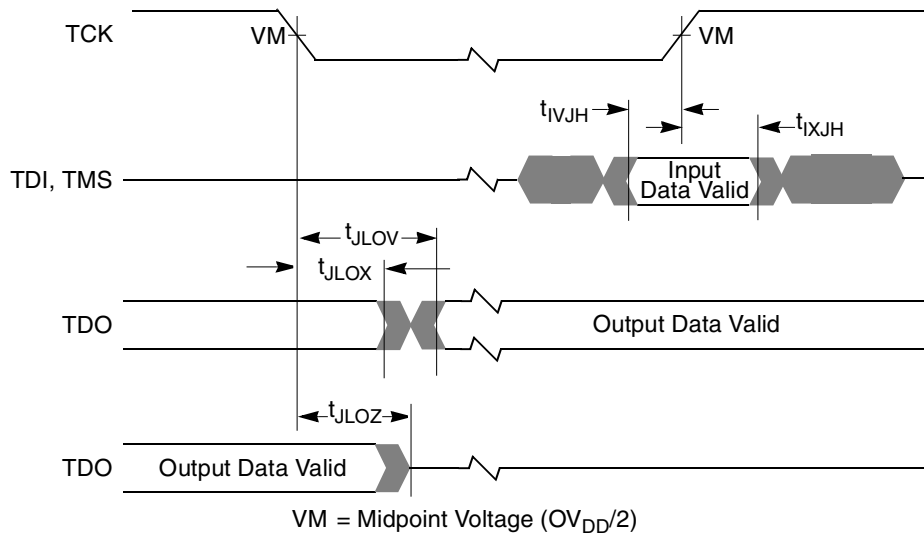 TCK
VM
VM
tIVJH
tIXJH
TDI, TMS
Input
Data Valid
tJLOV
tJLOX
TDO
Output Data Valid
tJLOZ
TDO
Output Data Valid
VM = Midpoint Voltage (OVDD/2)